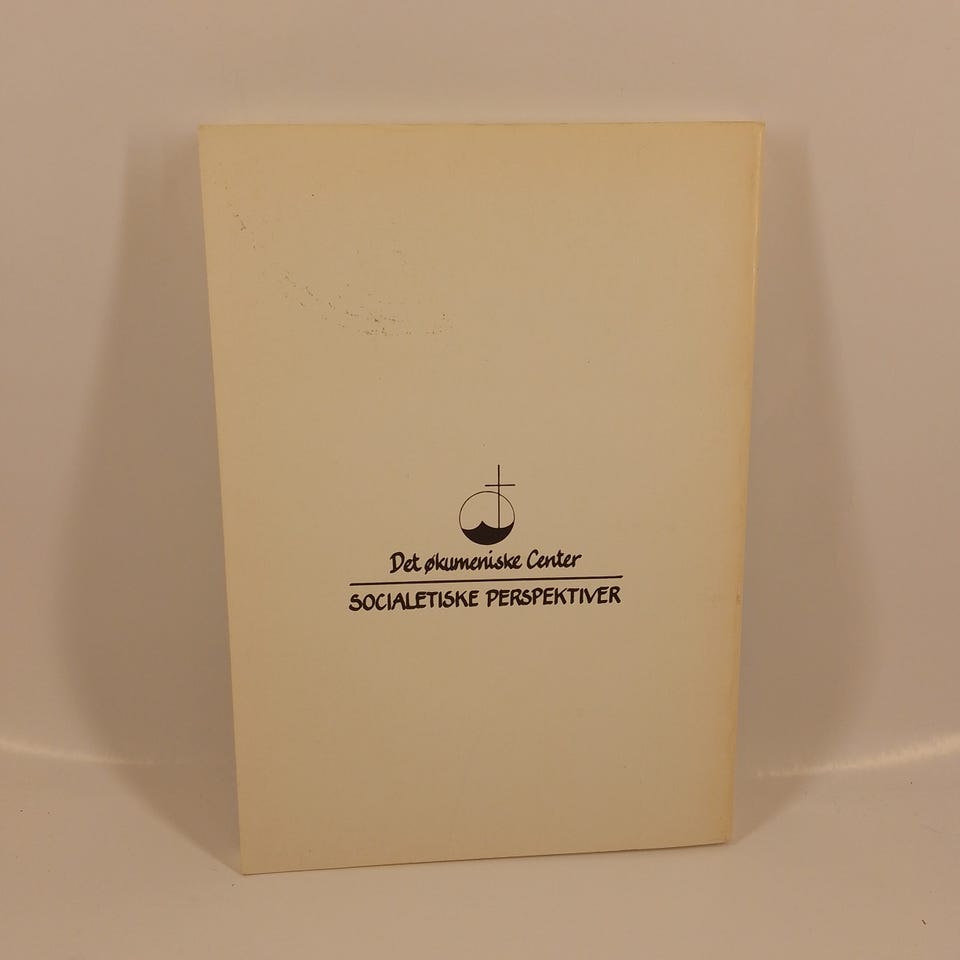 Det økumeniske Center
SOCIALETISKE PERSPEKTIVER